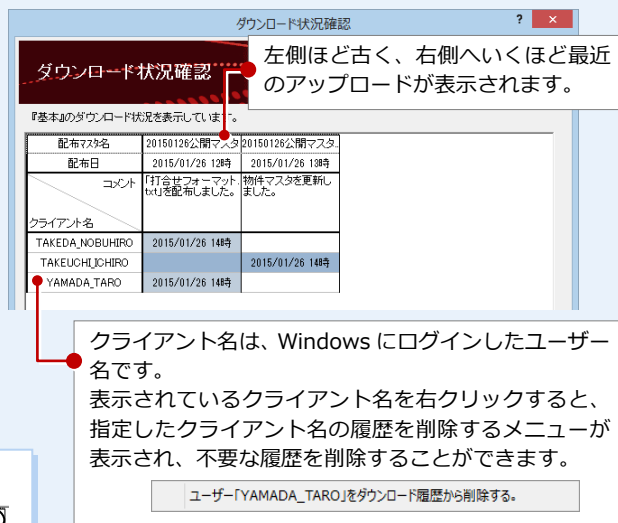 ダウンロード状況確認
?
×
ダウンロード状況確認
左側ほど古く、右側へいくほど最近
のアップロードが表示されます。
『基本』のダウンロード状況を表示しています。
配布マスタ名 20150126公開マスタ 20150126公開マスタ...
配布日 2015/01/26 12時 2015/01/26 13時
コメント 「打合せフォーマット. 物件マスタを更新し
txt」を配布しました。 ました。
クライアント名
TAKEDA_NOBUHIRO 2015/01/26 14時
TAKEUCHI_ICHIRO 2015/01/26 14時
YAMADA_TARO 2015/01/26 14時
クライアント名は、Windows にログインしたユーザー
名です。
表示されているクライアント名を右クリックすると、
指定したクライアント名の履歴を削除するメニューが
表示され、不要な履歴を削除することができます。
ユーザー「YAMADA_TARO」をダウンロード履歴から削除する。